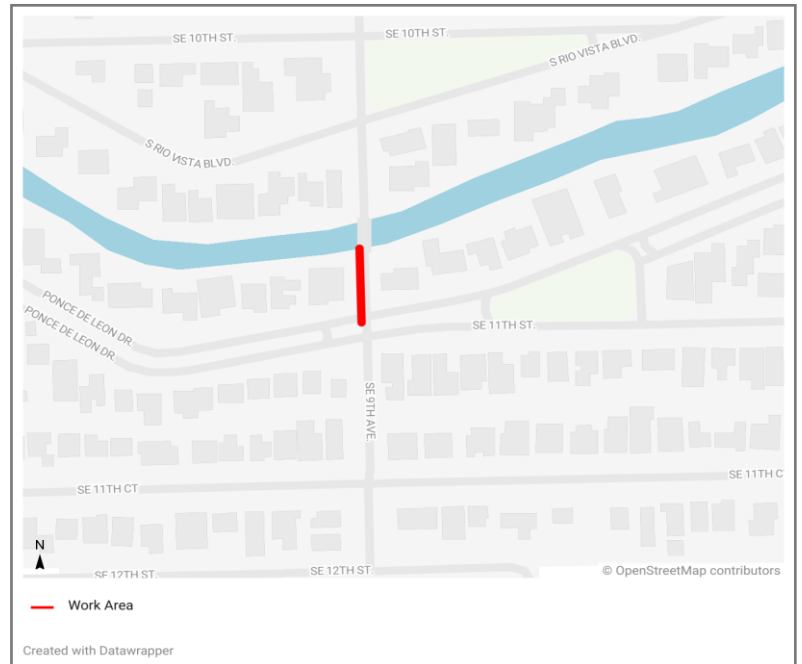 SE 10TH ST.
SE 10TH ST.
S RIO VISTA BLVD.
S RIO VISTA BLVD.
PONCE DE LEON DR.
PONCE DE LEON DR.
SE 11TH ST.
SE 9TH AVE.
SE 11TH CT
SE 11TH C
N
SE 12TH ST.
SE 12TH ST.
© OpenStreetMap contributors
Work Area
Created with Datawrapper